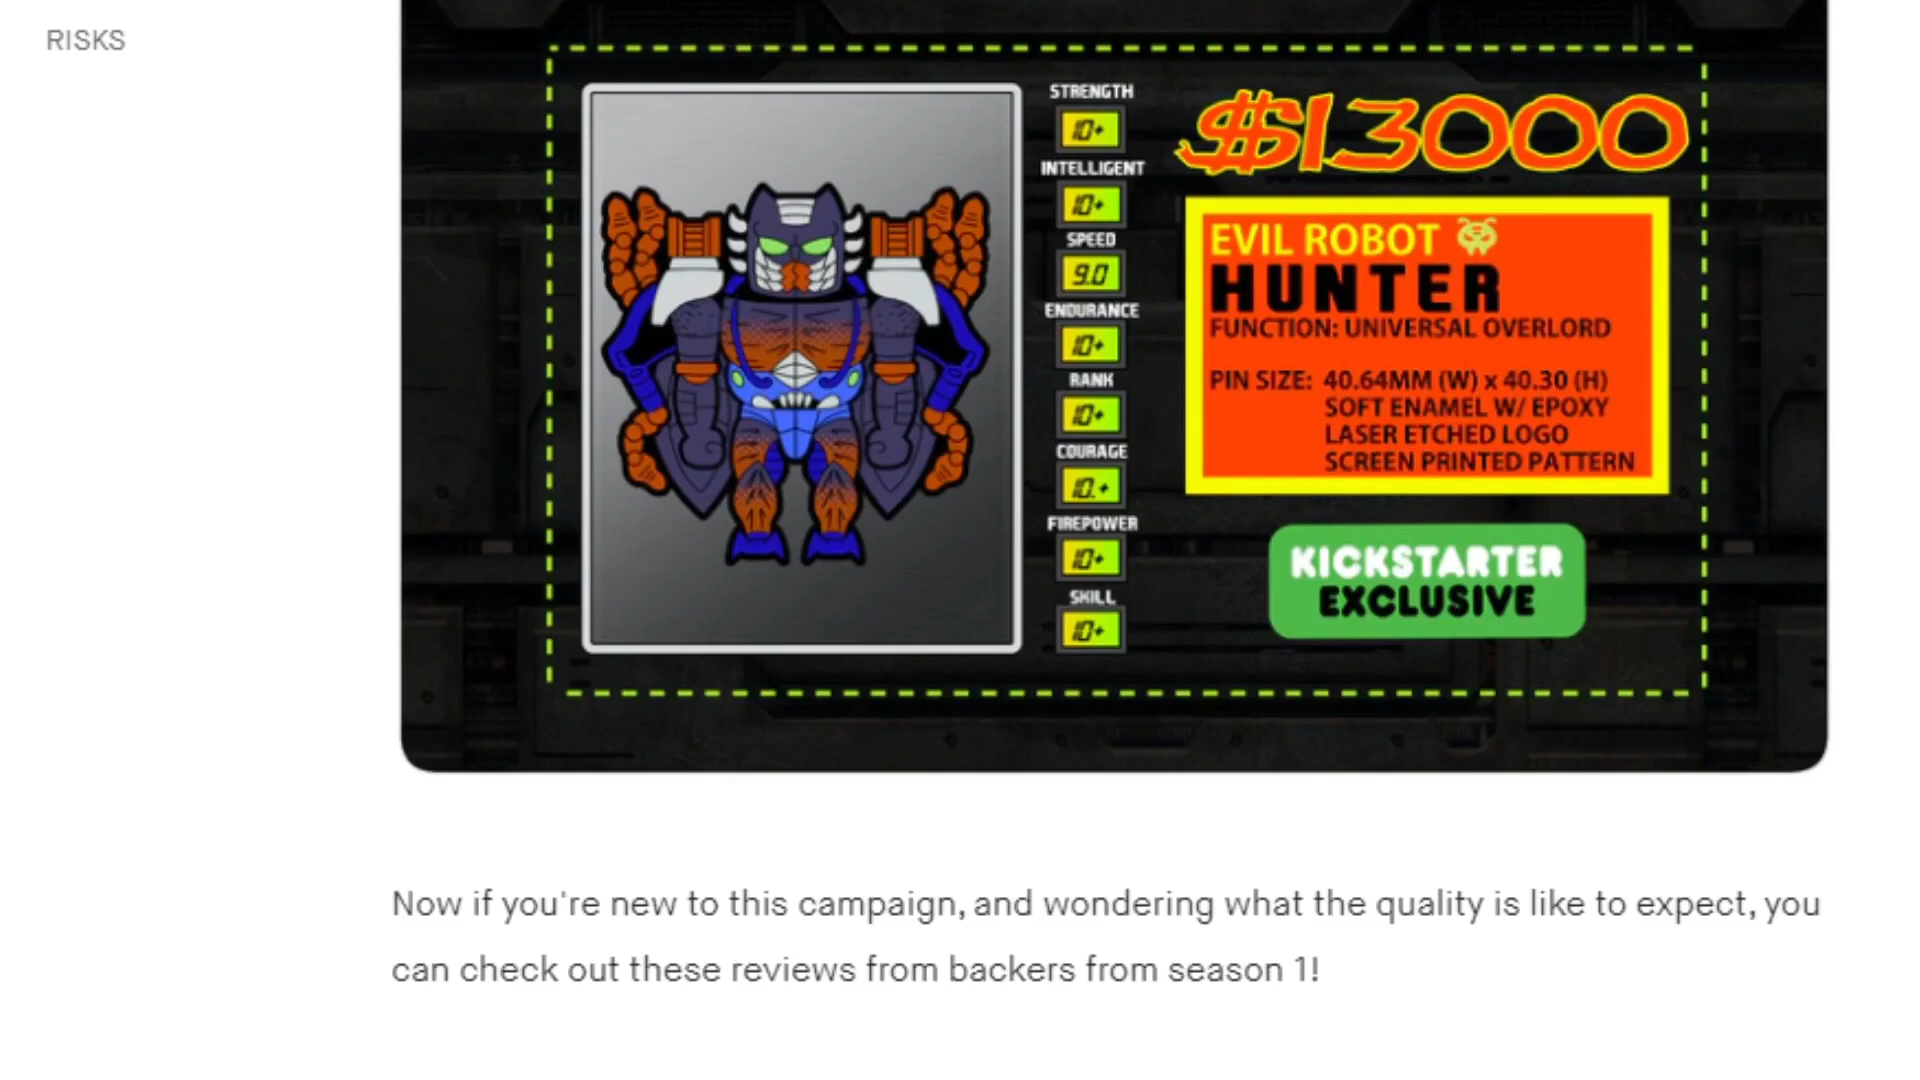 RISKS
STRENGTH
10+
INTELLIGENT
10+
SPEED
9.0
ENDURANCE
10+
RANK
10+
COURAGE
10.+
FIREPOWER
10+
SKILL
10+
$13000
EVIL ROBOT
HUNTER
FUNCTION: UNIVERSAL OVERLORD
PIN SIZE: 40.64MM (W) x 40.30 (H)
SOFT ENAMEL W/ EPOXY
LASER ETCHED LOGO
SCREEN PRINTED PATTERN
KICKSTARTER
EXCLUSIVE
Now if you're new to this campaign, and wondering what the quality is like to expect, you
can check out these reviews from backers from season 1!